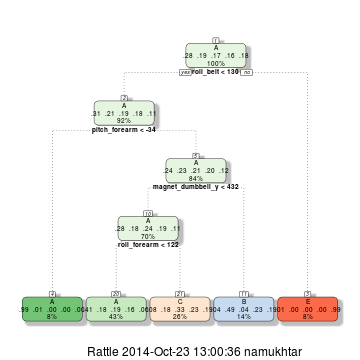 1
A
.28 .19 .17 .16 .18
100%
yes roll_belt < 130 no
2
A
.31 .21 .19 .18 .11
92%
pitch_forearm < -34
5
A
.24 .23 .21 .20 .12
84%
magnet_dumbbell_y < 432
10
A
.28 .18 .24 .19 .11
70%
roll_forearm < 122
4
A
.99 .01 .00 .00 .00
8%
20
A
.41 .18 .19 .16 .06
43%
21
C
.08 .18 .33 .23 .19
26%
11
B
.04 .49 .04 .23 .19
14%
3
E
.01 .00 .00 .00 .99
8%
Rattle 2014-Oct-23 13:00:36 namukhtar